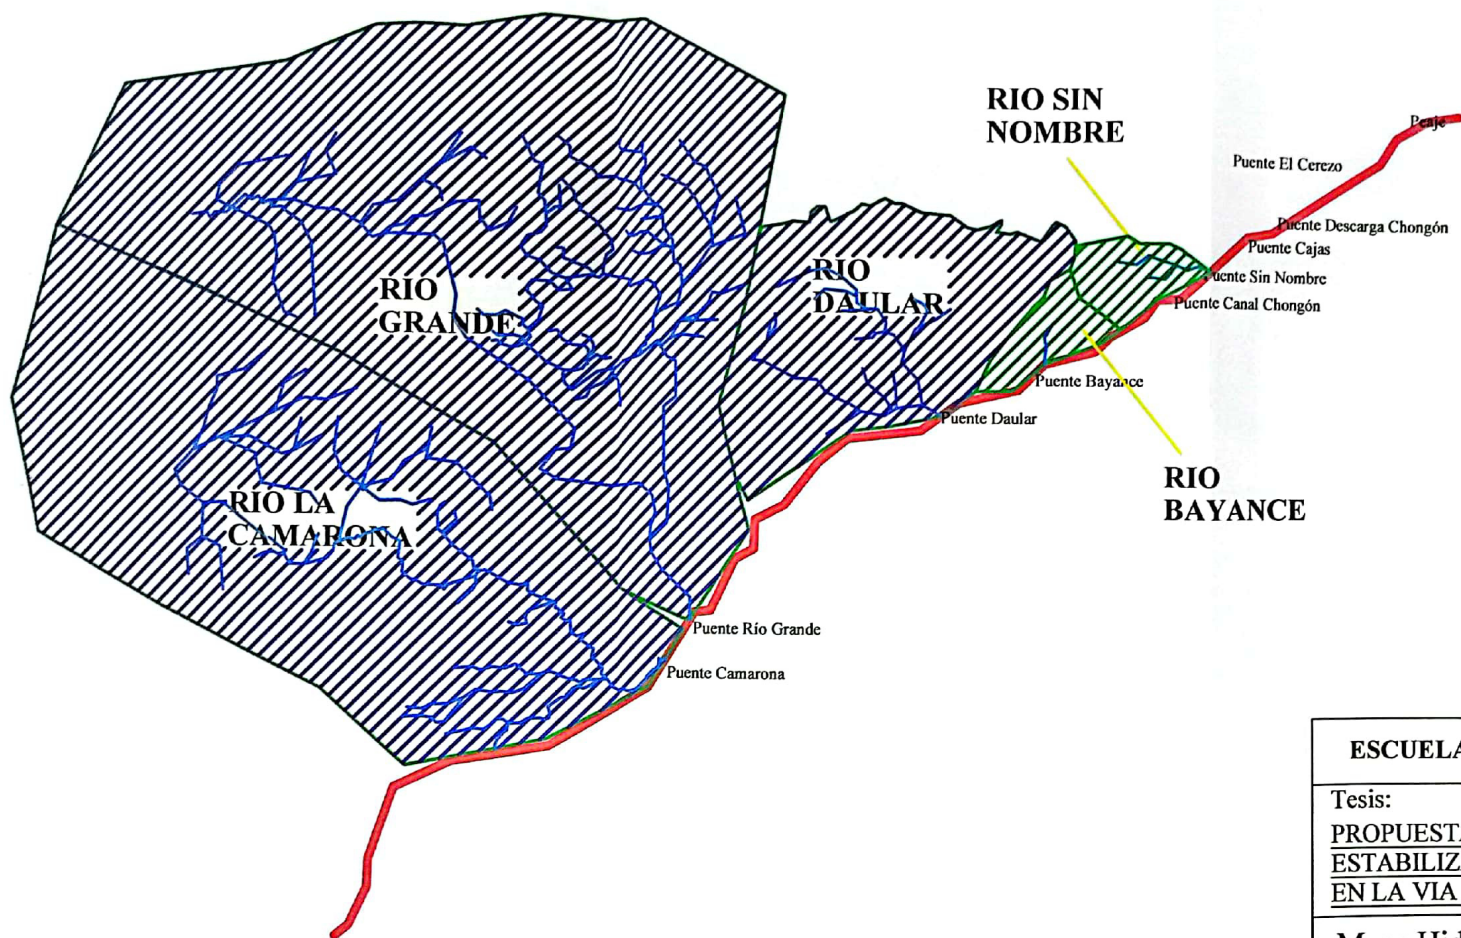 RIO SIN
NOMBRE
Peaje
Puente El Cerezo
Puente Descarga Chongón
Puente Cajas
Puente Sin Nombre
Puente Canal Chongón
RIO
GRANDE
RIO
DAULAR
Puente Bayance
Puente Daular
RIO
BAYANCE
RIO LA
CAMARONA
Puente Río Grande
Puente Camarona
ESCUELA
Tesis:
PROPUESTA
ESTABILIZ
EN LA VIA